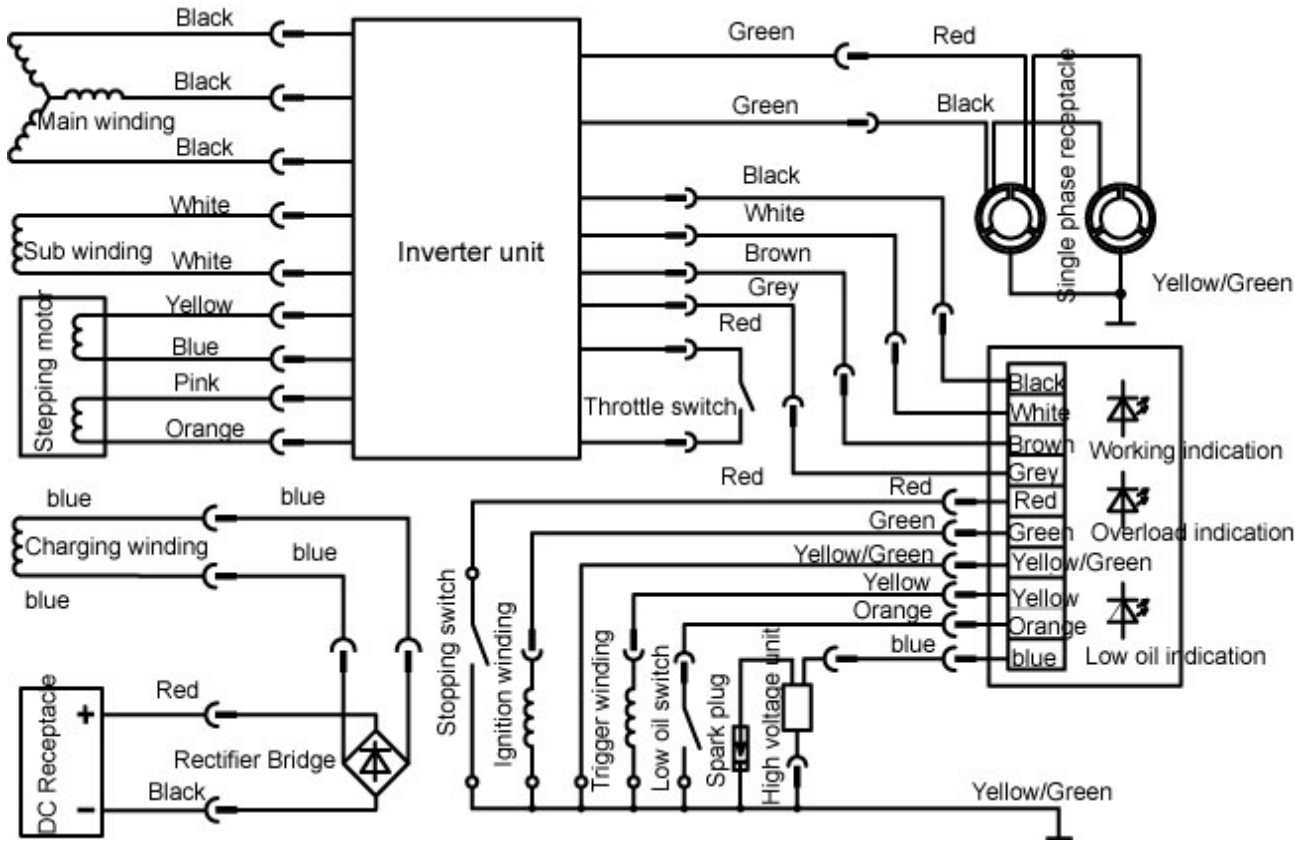 Black
Black
Main winding
Black
White
Sub winding
White
Stepping motor
Yellow
Blue
Pink
Orange
Inverter unit
Green
Red
Green
Black
Single phase receptacle
Yellow/Green
Black
White
Brown
Grey
Red
Throttle switch
Red
Black
White
Brown
Grey
Red
Green
Yellow/Green
Yellow
Orange
blue
Working indication
Overload indication
Low oil indication
Red
Green
Yellow/Green
Yellow
Orange
blue
blue
blue
Charging winding
blue
blue
DC Receptace
+
−
Red
Rectifier Bridge
Black
Stopping switch
Ignition winding
Trigger winding
Low oil switch
Spark plug
High voltage unit
Yellow/Green